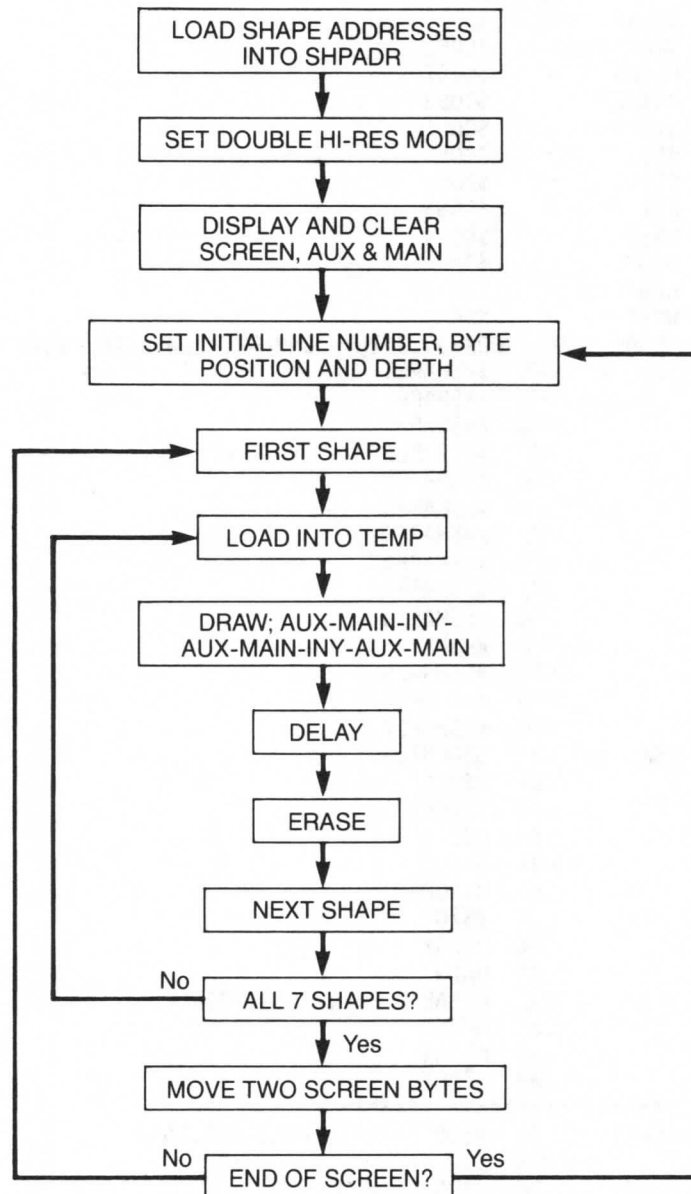 LOAD SHAPE ADDRESSES
INTO SHPADR
SET DOUBLE HI-RES MODE
DISPLAY AND CLEAR
SCREEN, AUX & MAIN
SET INITIAL LINE NUMBER, BYTE
POSITION AND DEPTH
FIRST SHAPE
LOAD INTO TEMP
DRAW; AUX-MAIN-INY-
AUX-MAIN-INY-AUX-MAIN
DELAY
ERASE
NEXT SHAPE
No
ALL 7 SHAPES?
Yes
MOVE TWO SCREEN BYTES
No
END OF SCREEN?
Yes